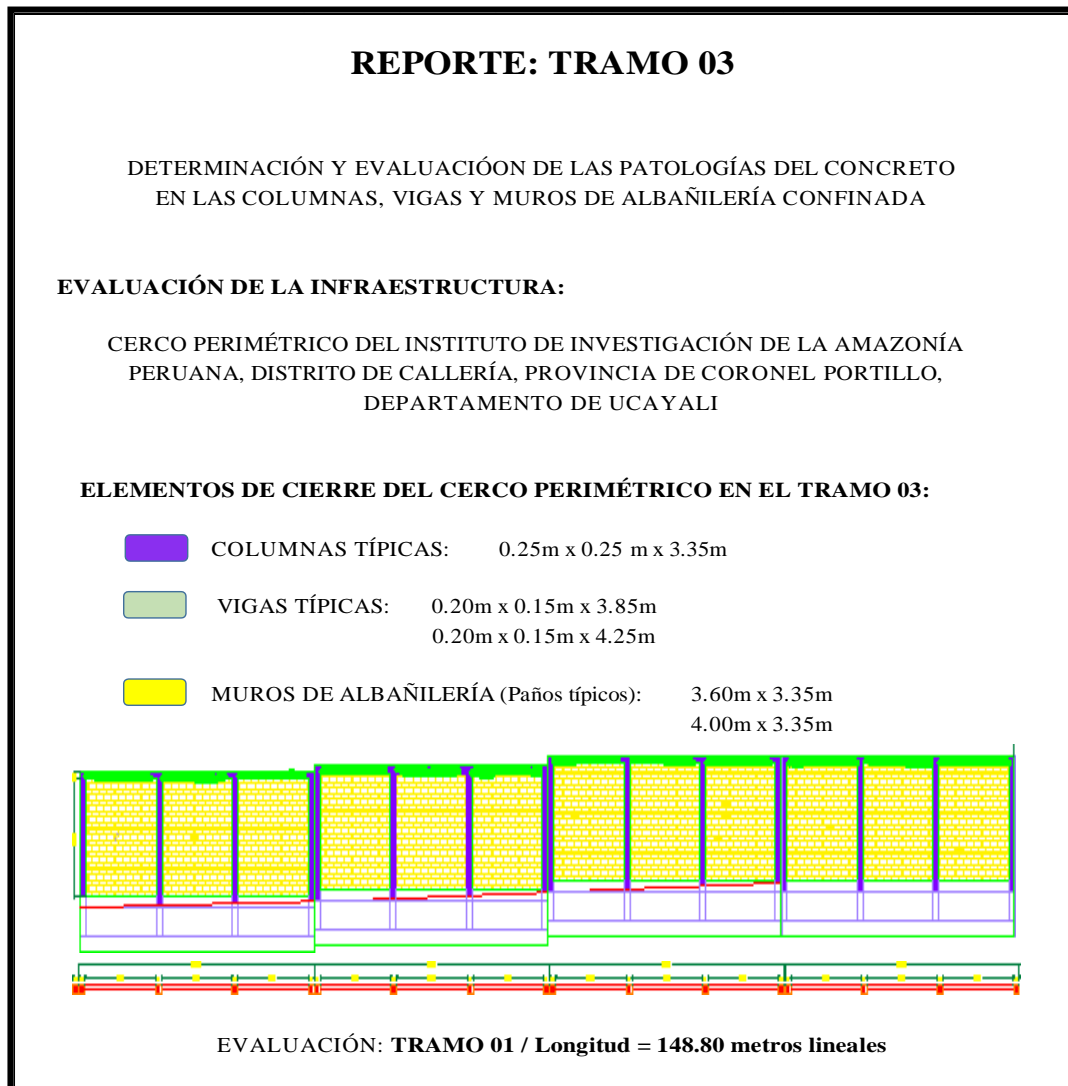 REPORTE: TRAMO 03
DETERMINACIÓN Y EVALUACIÓON DE LAS PATOLOGÍAS DEL CONCRETO
EN LAS COLUMNAS, VIGAS Y MUROS DE ALBAÑILERÍA CONFINADA
EVALUACIÓN DE LA INFRAESTRUCTURA:
CERCO PERIMÉTRICO DEL INSTITUTO DE INVESTIGACIÓN DE LA AMAZONÍA
PERUANA, DISTRITO DE CALLERÍA, PROVINCIA DE CORONEL PORTILLO,
DEPARTAMENTO DE UCAYALI
ELEMENTOS DE CIERRE DEL CERCO PERIMÉTRICO EN EL TRAMO 03:
COLUMNAS TÍPICAS: 0.25m x 0.25 m x 3.35m
VIGAS TÍPICAS: 0.20m x 0.15m x 3.85m
0.20m x 0.15m x 4.25m
MUROS DE ALBAÑILERÍA (Paños típicos): 3.60m x 3.35m
4.00m x 3.35m
EVALUACIÓN: TRAMO 01 / Longitud = 148.80 metros lineales